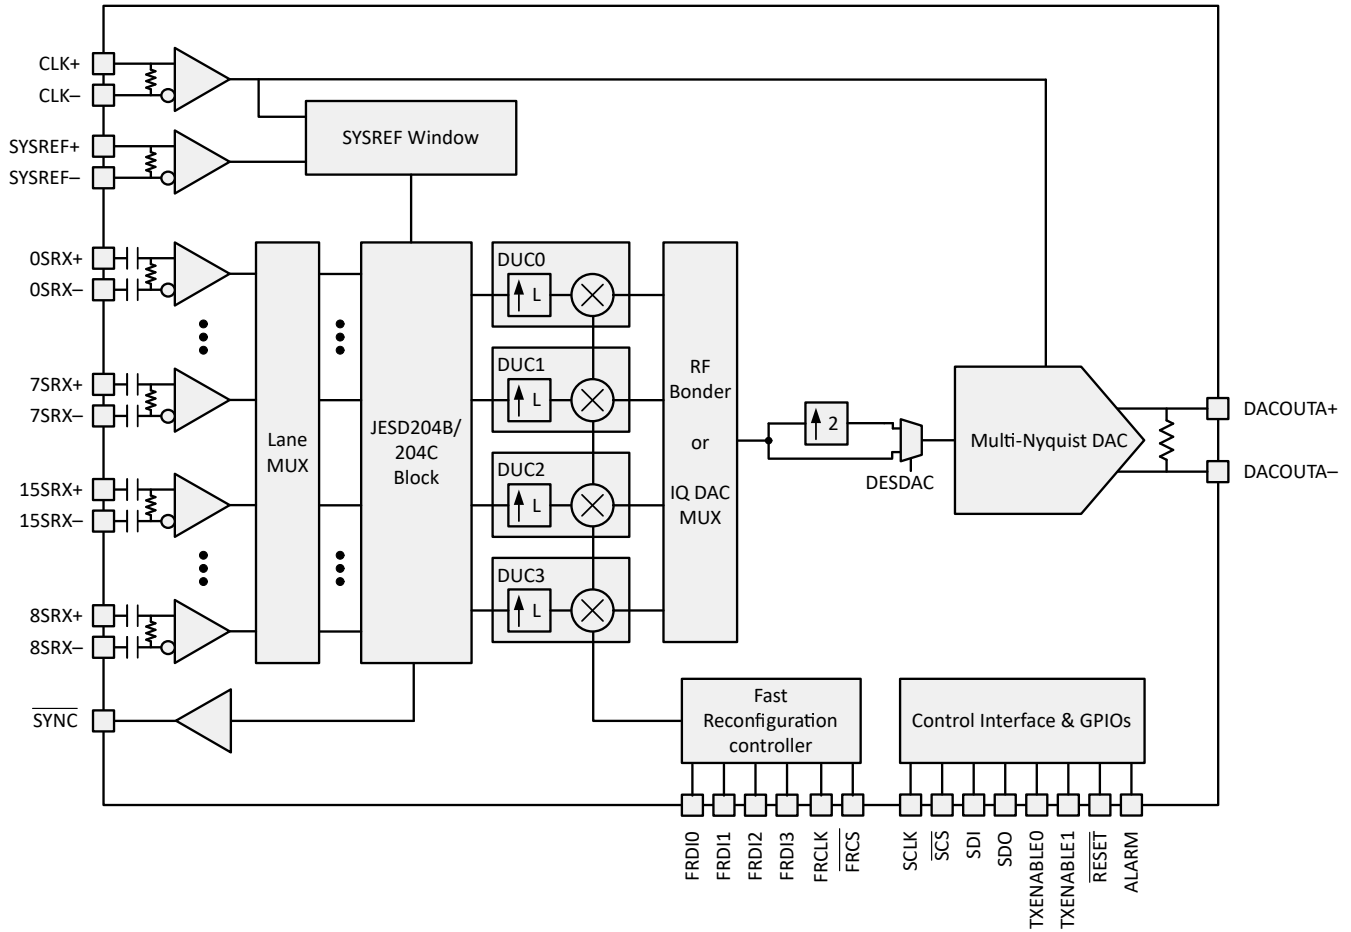 CLK+
CLK–
SYSREF+
SYSREF–
SYSREF Window
0SRX+
0SRX–
7SRX+
7SRX–
15SRX+
15SRX–
8SRX+
8SRX–
SYNC
Lane
MUX
JESD204B/
204C
Block
DUC0
L
DUC1
L
DUC2
L
DUC3
L
RF
Bonder
or
IQ DAC
MUX
2
DESDAC
Multi-Nyquist DAC
DACOUTA+
DACOUTA–
Fast
Reconfiguration
controller
Control Interface & GPIOs
FRDI0
FRDI1
FRDI2
FRDI3
FRCLK
FRCS
SCLK
SCS
SDI
SDO
TXENABLE0
TXENABLE1
RESET
ALARM